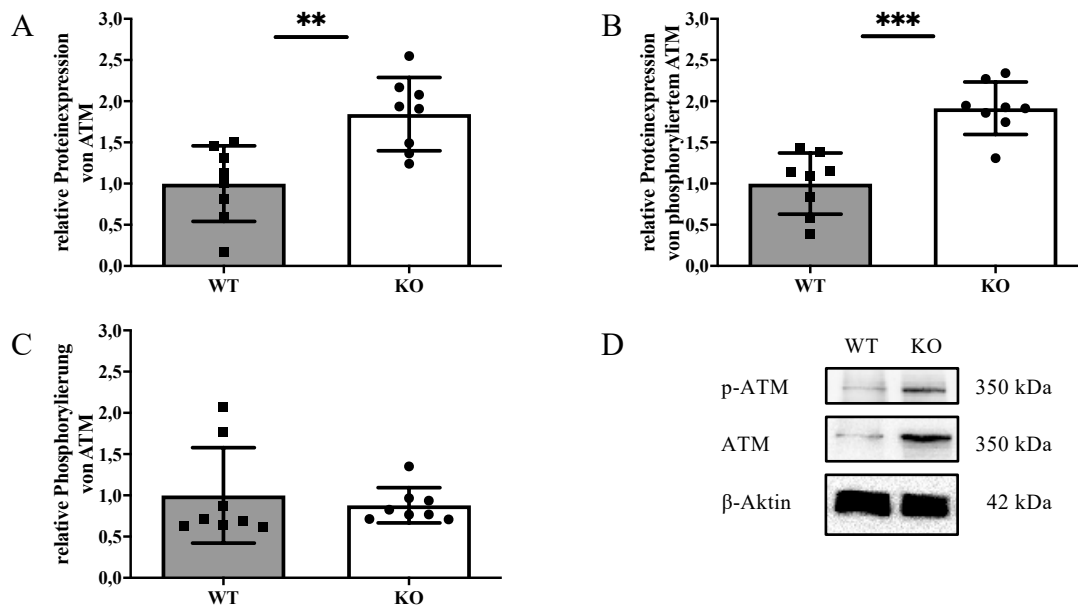 A
relative Proteinexpression
von ATM
3,0
2,5
2,0
1,5
1,0
0,5
0,0
**
WT KO
B
relative Proteinexpression
von phosphoryliertem ATM
3,0
2,5
2,0
1,5
1,0
0,5
0,0
***
WT KO
C
relative Phosphorylierung
von ATM
3,0
2,5
2,0
1,5
1,0
0,5
0,0
WT KO
D
WT KO
p-ATM 350 kDa
ATM 350 kDa
β-Aktin 42 kDa